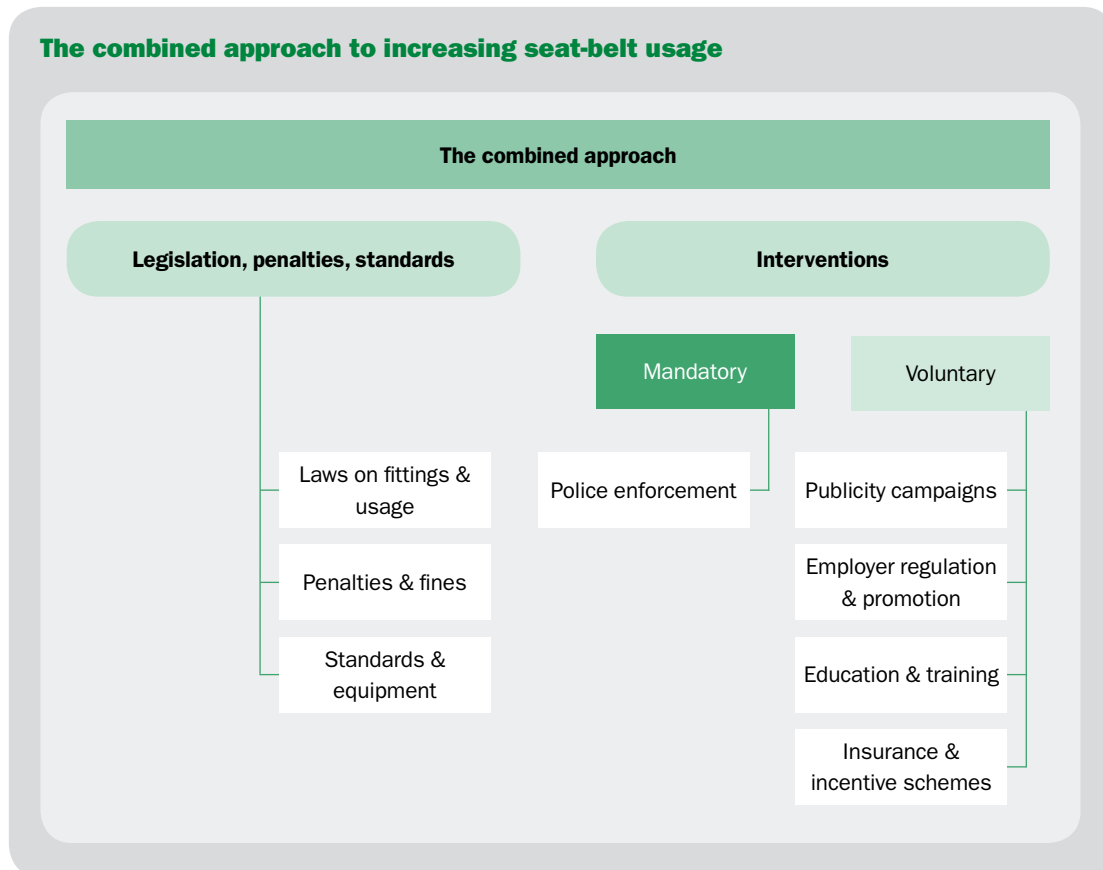 The combined approach to increasing seat-belt usage
The combined approach
Legislation, penalties, standards
Interventions
Mandatory
Voluntary
Laws on fittings &
usage
Penalties & fines
Standards &
equipment
Police enforcement
Publicity campaigns
Employer regulation
& promotion
Education & training
Insurance &
incentive schemes